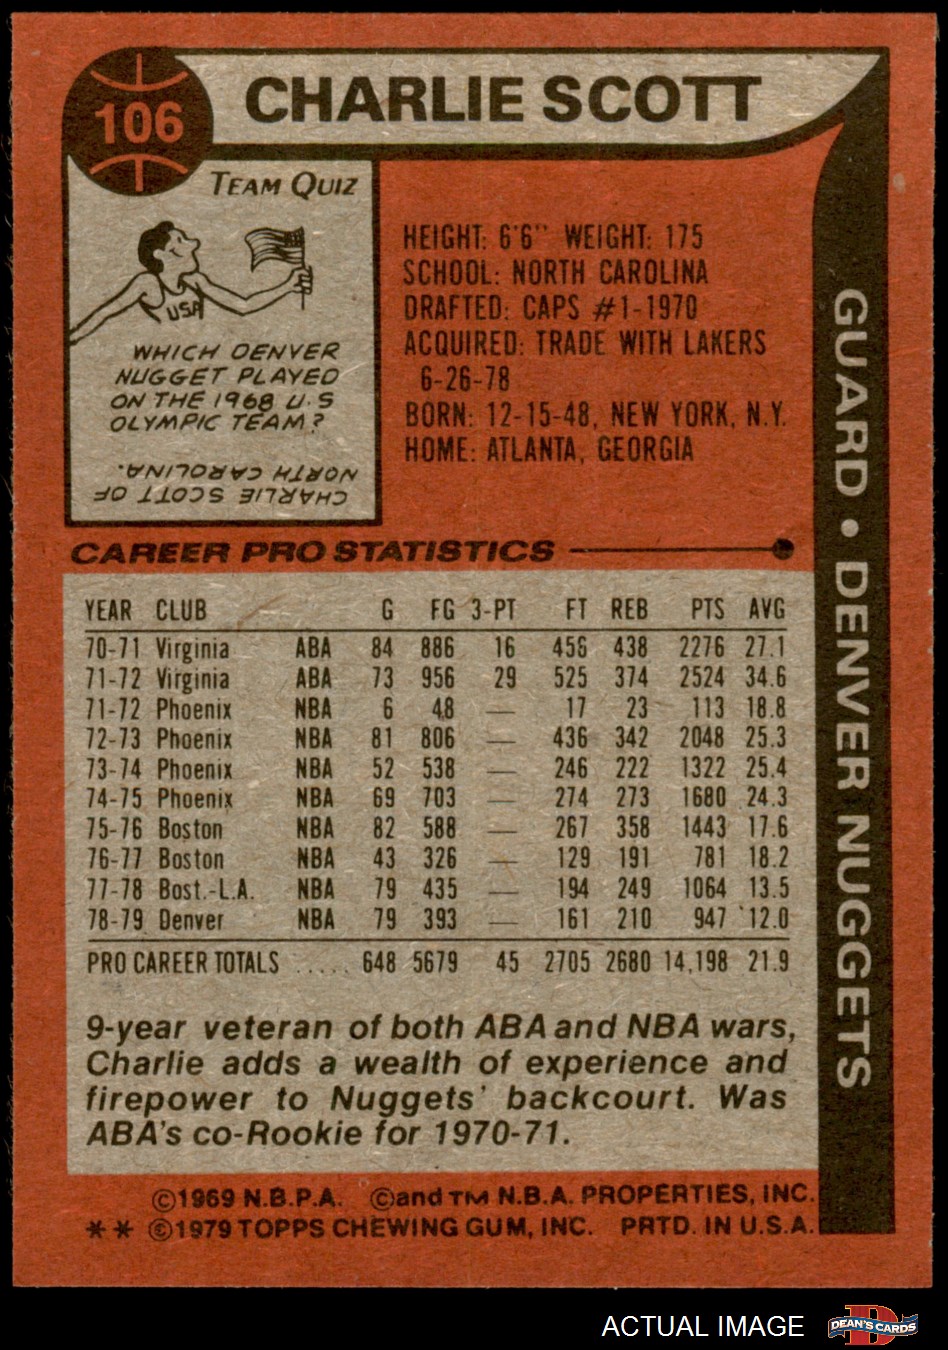 106
CHARLIE SCOTT
TEAM QUIZ
USA
WHICH DENVER
NUGGET PLAYED
ON THE 1968 U.S
OLYMPIC TEAM?
CHARLIE SCOTT OF
NORTH CAROLINA.
HEIGHT: 6'6" WEIGHT: 175
SCHOOL: NORTH CAROLINA
DRAFTED: CAPS #1-1970
ACQUIRED: TRADE WITH LAKERS
6-26-78
BORN: 12-15-48, NEW YORK, N.Y.
HOME: ATLANTA, GEORGIA
GUARD • DENVER NUGGETS
CAREER PRO STATISTICS
YEAR CLUB G FG 3-PT FT REB PTS AVG
70-71 Virginia ABA 84 886 16 456 438 2276 27.1
71-72 Virginia ABA 73 956 29 525 374 2524 34.6
71-72 Phoenix NBA 6 48 — 17 23 113 18.8
72-73 Phoenix NBA 81 806 — 436 342 2048 25.3
73-74 Phoenix NBA 52 538 — 246 222 1322 25.4
74-75 Phoenix NBA 69 703 — 274 273 1680 24.3
75-76 Boston NBA 82 588 — 267 358 1443 17.6
76-77 Boston NBA 43 326 — 129 191 781 18.2
77-78 Bost.-L.A. NBA 79 435 — 194 249 1064 13.5
78-79 Denver NBA 79 393 — 161 210 947 12.0
PRO CAREER TOTALS ..... 648 5679 45 2705 2680 14,198 21.9
9-year veteran of both ABA and NBA wars,
Charlie adds a wealth of experience and
firepower to Nuggets' backcourt. Was
ABA's co-Rookie for 1970-71.
©1969 N.B.P.A. ©and TM N.B.A. PROPERTIES, INC.
** ©1979 TOPPS CHEWING GUM, INC. PRTD. IN U.S.A.
ACTUAL IMAGE
D
DEAN'S CARDS